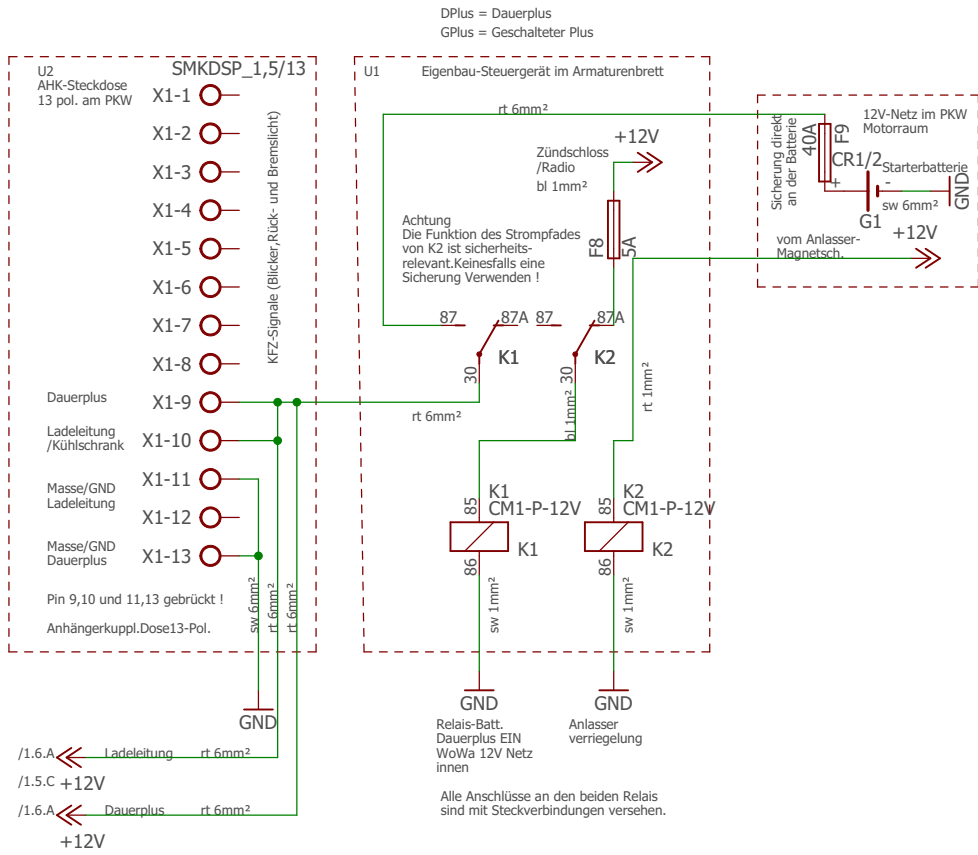 DPlus = Dauerplus
GPlus = Geschalteter Plus
U2
AHK-Steckdose
13 pol. am PKW
SMKDSP_1,5/13
X1-1
X1-2
X1-3
X1-4
X1-5
X1-6
X1-7
X1-8
X1-9
X1-10
X1-11
X1-12
X1-13
KFZ-Signale (Blicker,Rück- und Bremslicht)
Dauerplus
Ladeleitung
/Kühlschrank
Masse/GND
Ladeleitung
Masse/GND
Dauerplus
Pin 9,10 und 11,13 gebrückt !
Anhängerkuppl.Dose13-Pol.
sw 6mm²
rt 6mm²
rt 6mm²
GND
/1.6.A
Ladeleitung
rt 6mm²
/1.5.C
+12V
/1.6.A
Dauerplus
rt 6mm²
+12V
U1
Eigenbau-Steuergerät im Armaturenbrett
rt 6mm²
+12V
Zündschloss
/Radio
bl 1mm²
Achtung
Die Funktion des Strompfades
von K2 ist sicherheits-
relevant.Keinesfalls eine
Sicherung Verwenden !
F8
5A
87
87A
87
87A
K1
K2
30
30
rt 6mm²
bl 1mm²
rt 1mm²
K1
CM1-P-12V
85
K1
86
sw 1mm²
K2
CM1-P-12V
85
K2
86
sw 1mm²
GND
GND
Relais-Batt.
Dauerplus EIN
WoWa 12V Netz
innen
Anlasser
verriegelung
Alle Anschlüsse an den beiden Relais
sind mit Steckverbindungen versehen.
12V-Netz im PKW
Motorraum
Sicherung direkt
an der Batterie
40A
F9
CR1/2
Starterbatterie
+
-
G1
sw 6mm²
GND
+12V
vom Anlasser-
Magnetsch.